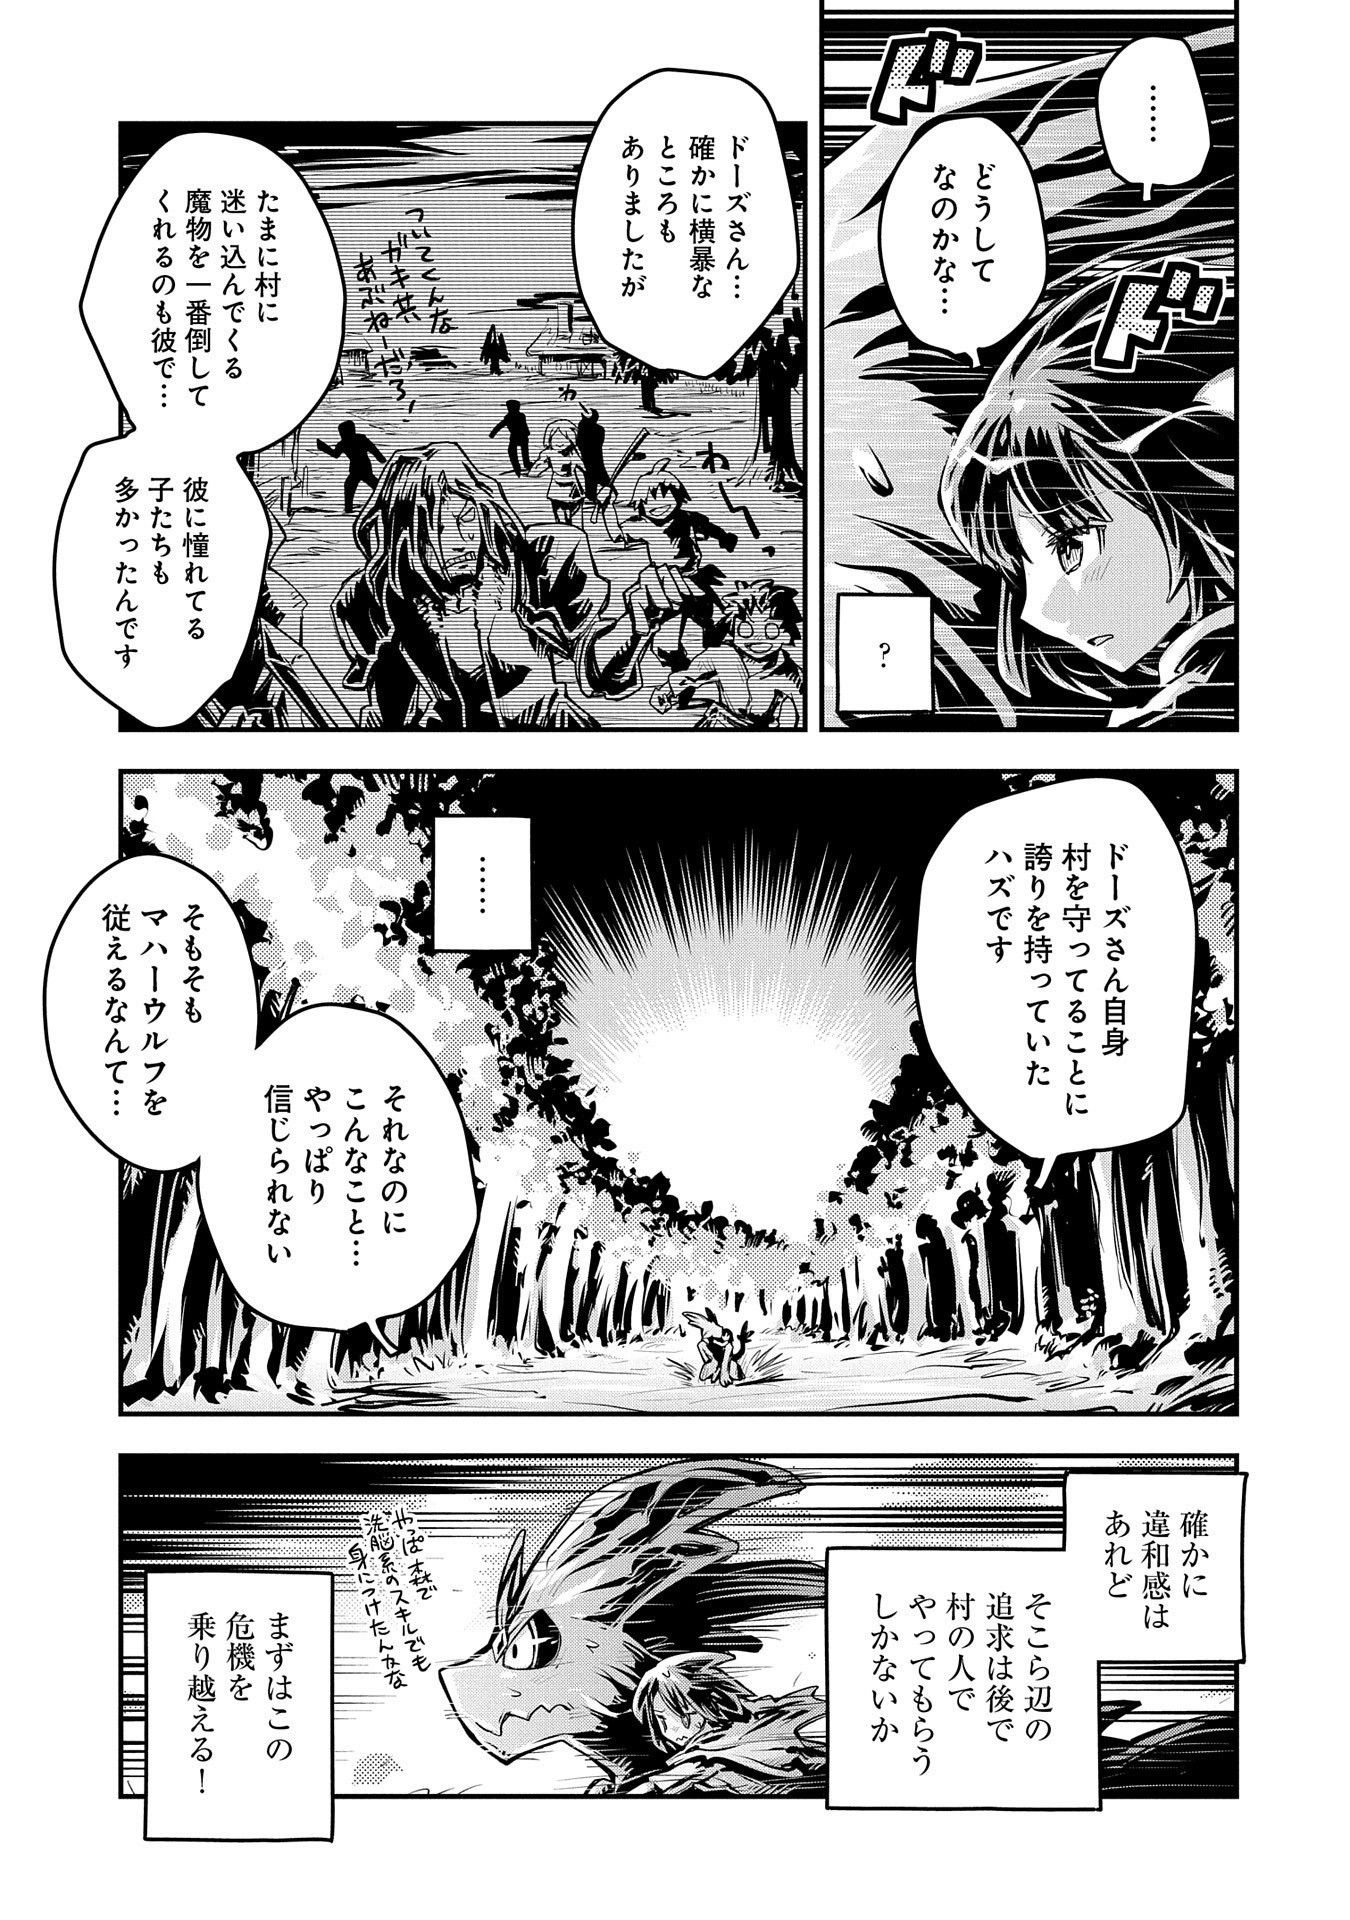 ……
どうして
なのかな…
ドド
ドド
？
ドーズさん…
確かに横暴な
ところも
ありましたが
ついてくんな
ガキ共
あぶねーだろ！
わ
わ
たまに村に
迷い込んでくる
魔物を一番倒して
くれるのも彼で…
彼に憧れてる
子たちも
多かったんです
ドーズさん自身
村を守ってることに
誇りを持っていた
ハズです
……
それなのに
こんなこと…
やっぱり
信じられない
そもそも
マハーウルフを
従えるなんて…
確かに
違和感は
あれど
そこら辺の
追求は後で
村の人で
やってもらう
しかないか
やっぱ森で
洗脳系のスキルでも
身につけたんかな
まずはこの
危機を
乗り越える！